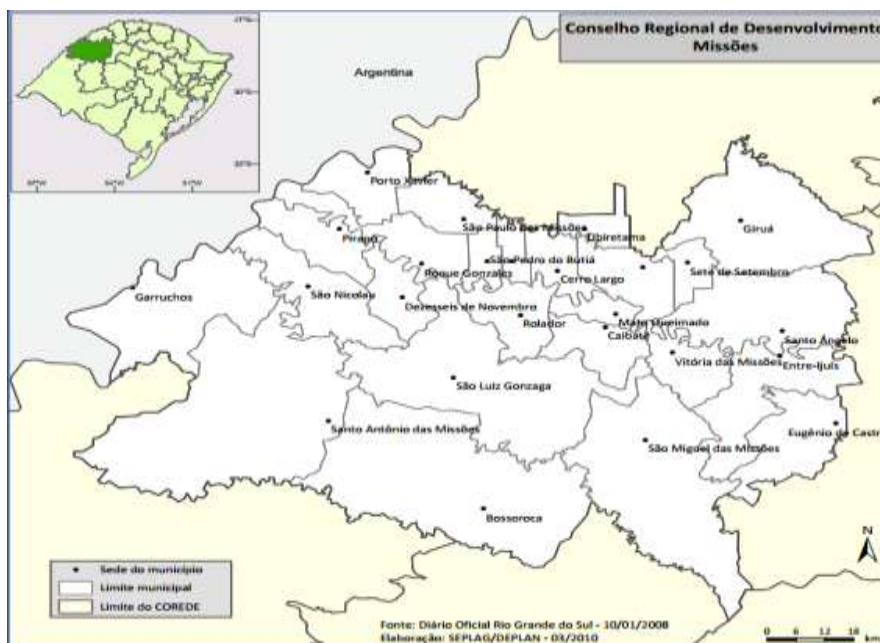 Conselho Regional de Desenvolvimento
Missões
Argentina
Porto Xavier
São Paulo das Missões
Ubiretama
Giruá
Pirapó
São Pedro do Butiá
Roque Gonzales
Cerro Largo
Sete de Setembro
Garruchos
São Nicolau
Dezesseis de Novembro
Rolador
Mato Queimado
Caibaté
Santo Ângelo
Vitória das Missões
Entre-Ijuís
São Luiz Gonzaga
Santo Antônio das Missões
São Miguel das Missões
Eugênio de Castr
Bossoroca
N
Sede do município
Limite municipal
Limite do COREDE
Fonte: Diário Oficial Rio Grande do Sul - 10/01/2008
Elaboração: SEPLAG/DEPLAN - 03/2010
0 6 12 18
km